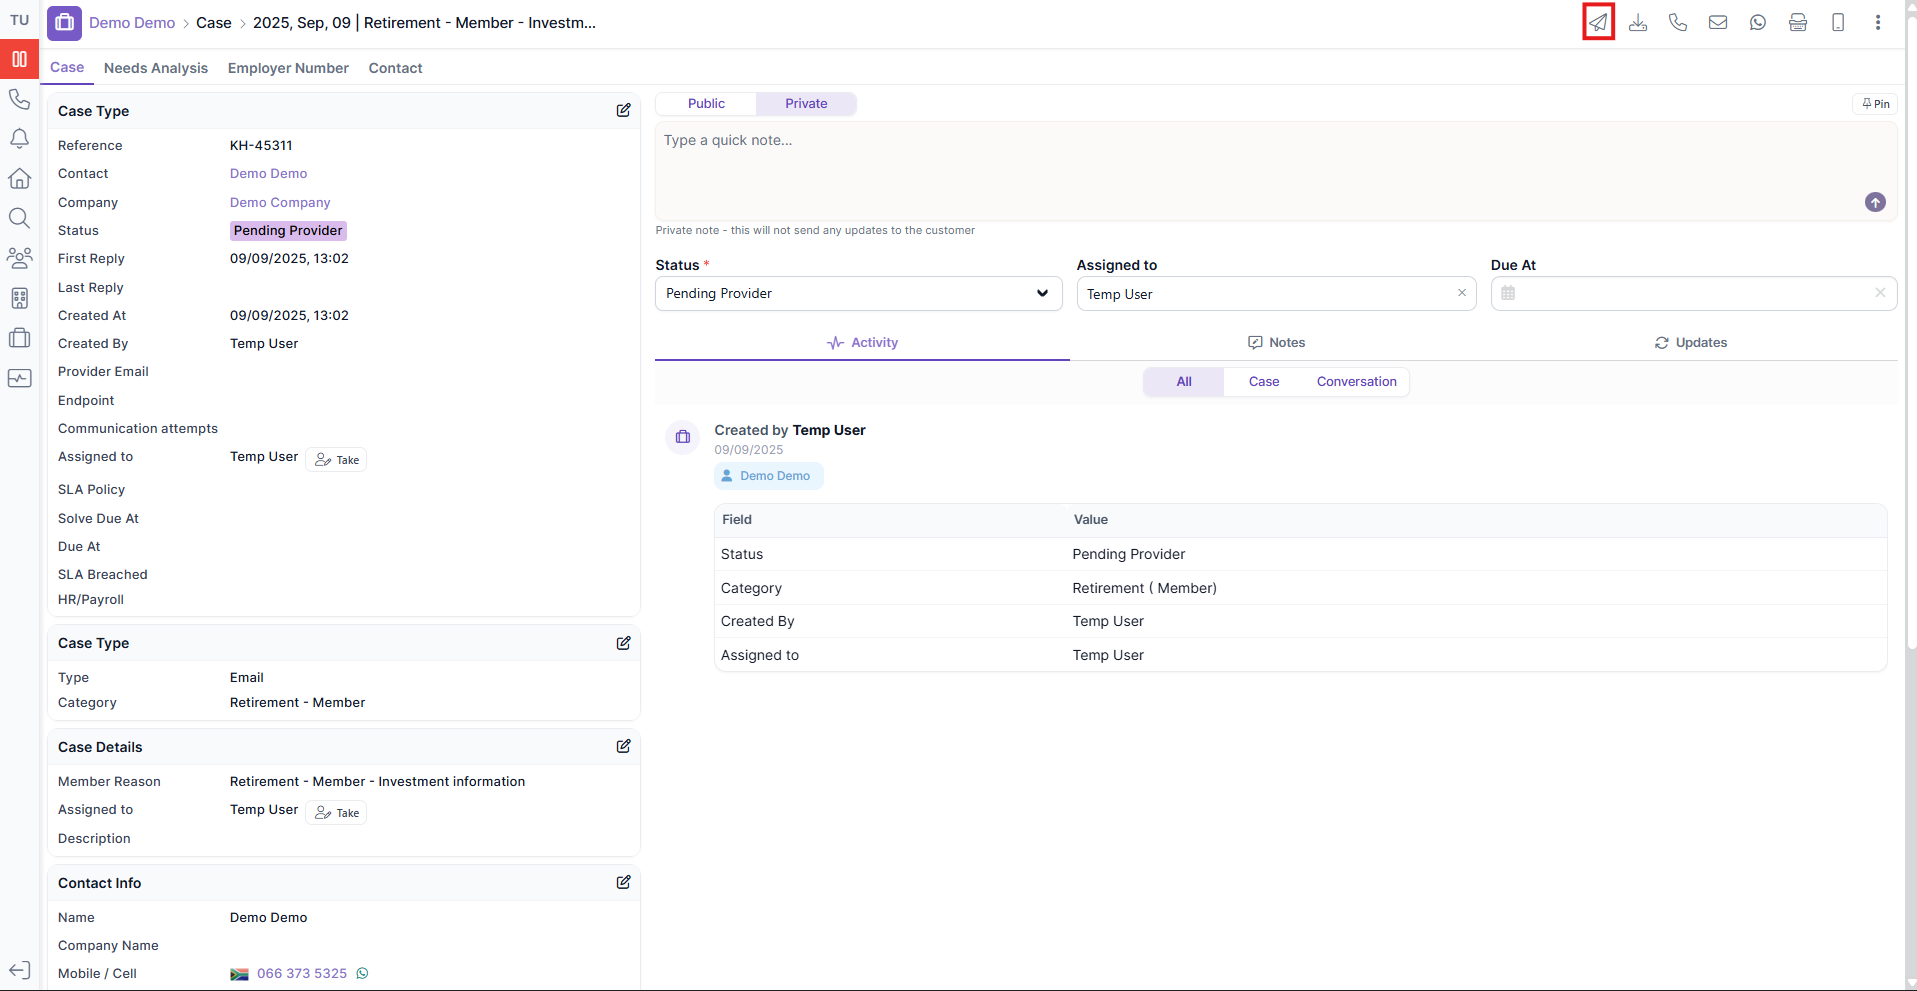 TU
Demo Demo > Case > 2025, Sep, 09 | Retirement - Member - Investm...
Case Needs Analysis Employer Number Contact
Case Type
Reference KH-45311
Contact Demo Demo
Company Demo Company
Status Pending Provider
First Reply 09/09/2025, 13:02
Last Reply
Created At 09/09/2025, 13:02
Created By Temp User
Provider Email
Endpoint
Communication attempts
Assigned to Temp User Take
SLA Policy
Solve Due At
Due At
SLA Breached
HR/Payroll
Case Type
Type Email
Category Retirement - Member
Case Details
Member Reason Retirement - Member - Investment information
Assigned to Temp User Take
Description
Contact Info
Name Demo Demo
Company Name
Mobile / Cell 066 373 5325
Public Private
Pin
Type a quick note...
Private note - this will not send any updates to the customer
Status * Assigned to Due At
Pending Provider Temp User ×
Activity Notes Updates
All Case Conversation
Created by Temp User
09/09/2025
Demo Demo
Field Value
Status Pending Provider
Category Retirement ( Member)
Created By Temp User
Assigned to Temp User